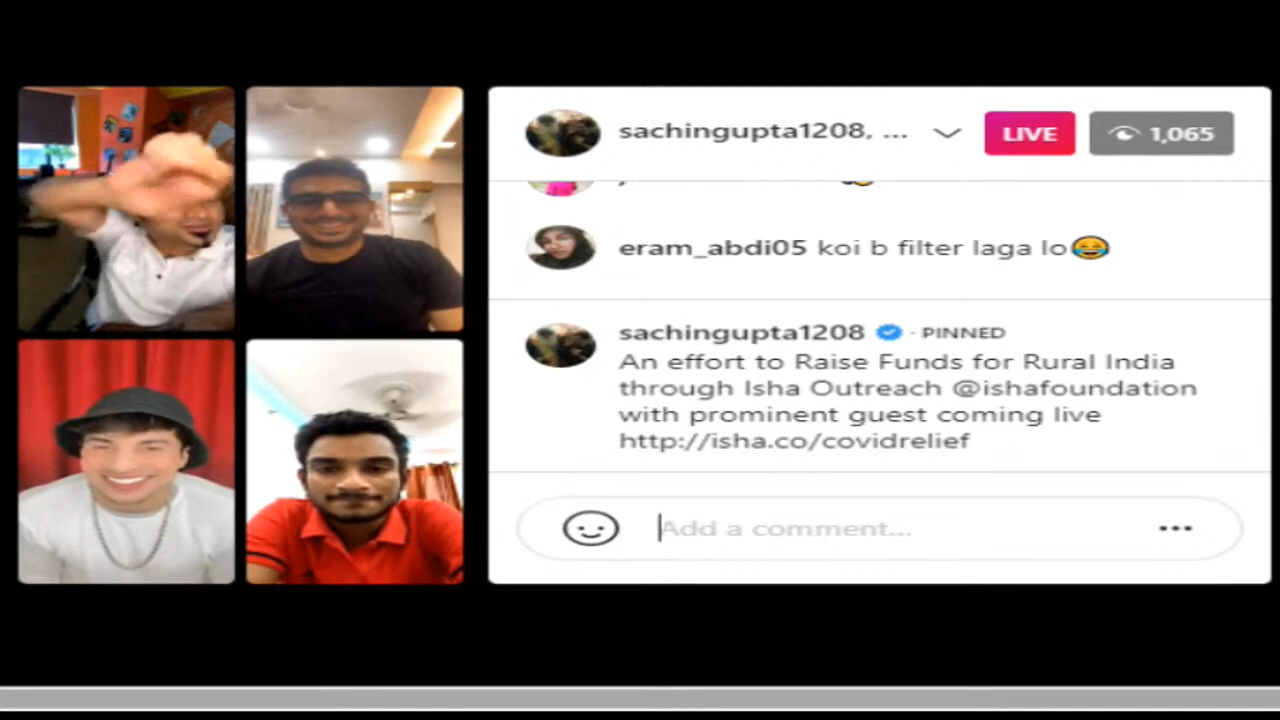 sachingupta1208, ...
LIVE
1,065
eram_abdi05 koi b filter laga lo😂
sachingupta1208 · PINNED
An effort to Raise Funds for Rural India
through Isha Outreach @ishafoundation
with prominent guest coming live
http://isha.co/covidrelief
Add a comment...